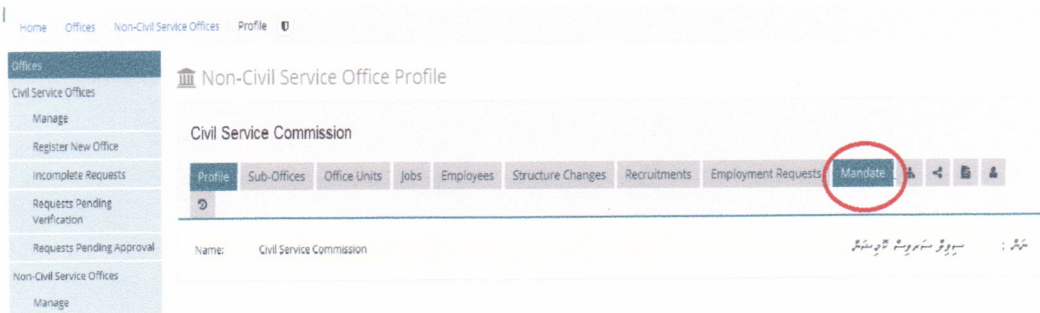 Home Offices Non-Civil Service Offices Profile
Offices
Civil Service Offices
Manage
Register New Office
Incomplete Requests
Requests Pending
Verification
Requests Pending Approval
Non-Civil Service Offices
Manage
Non-Civil Service Office Profile
Civil Service Commission
Profile Sub-Offices Office Units Jobs Employees Structure Changes Recruitments Employment Requests Mandate
Name: Civil Service Commission
ނަން : ސިވިލް ސަރވިސް ކޮމިޝަން